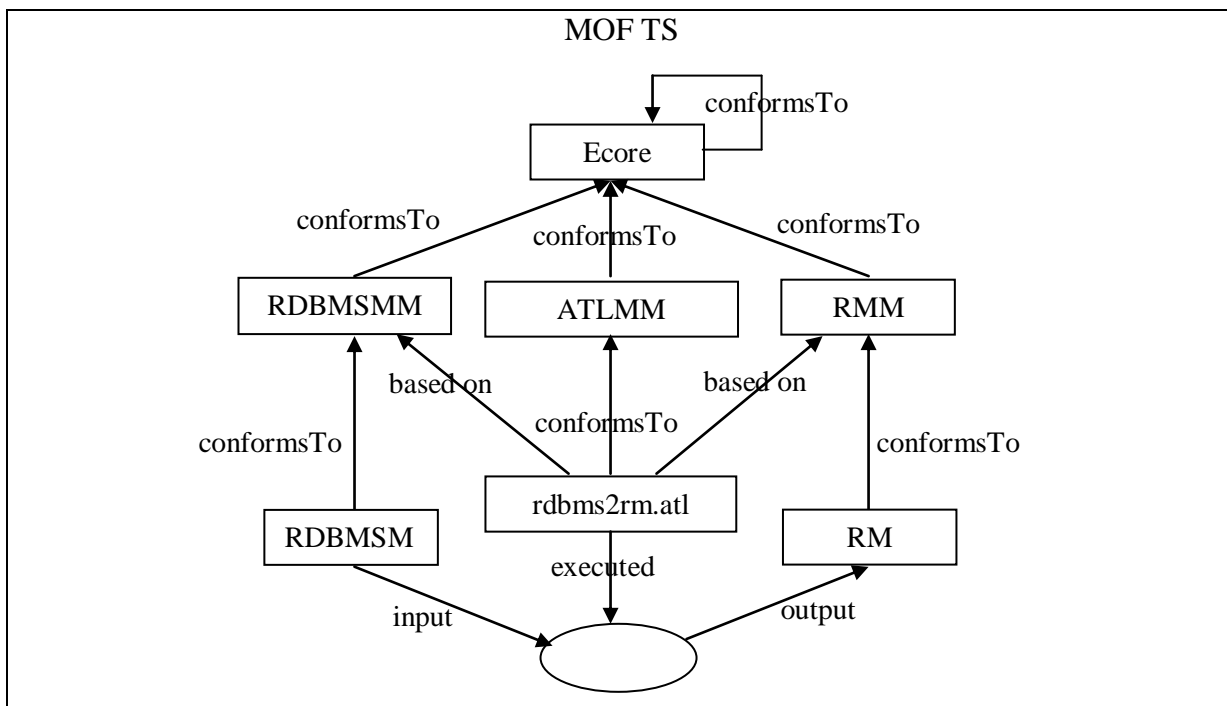 MOF TS
conformsTo
Ecore
conformsTo
conformsTo
conformsTo
RDBMSMM
ATLMM
RMM
based on
based on
conformsTo
conformsTo
conformsTo
rdbms2rm.atl
RDBMSM
RM
executed
input
output